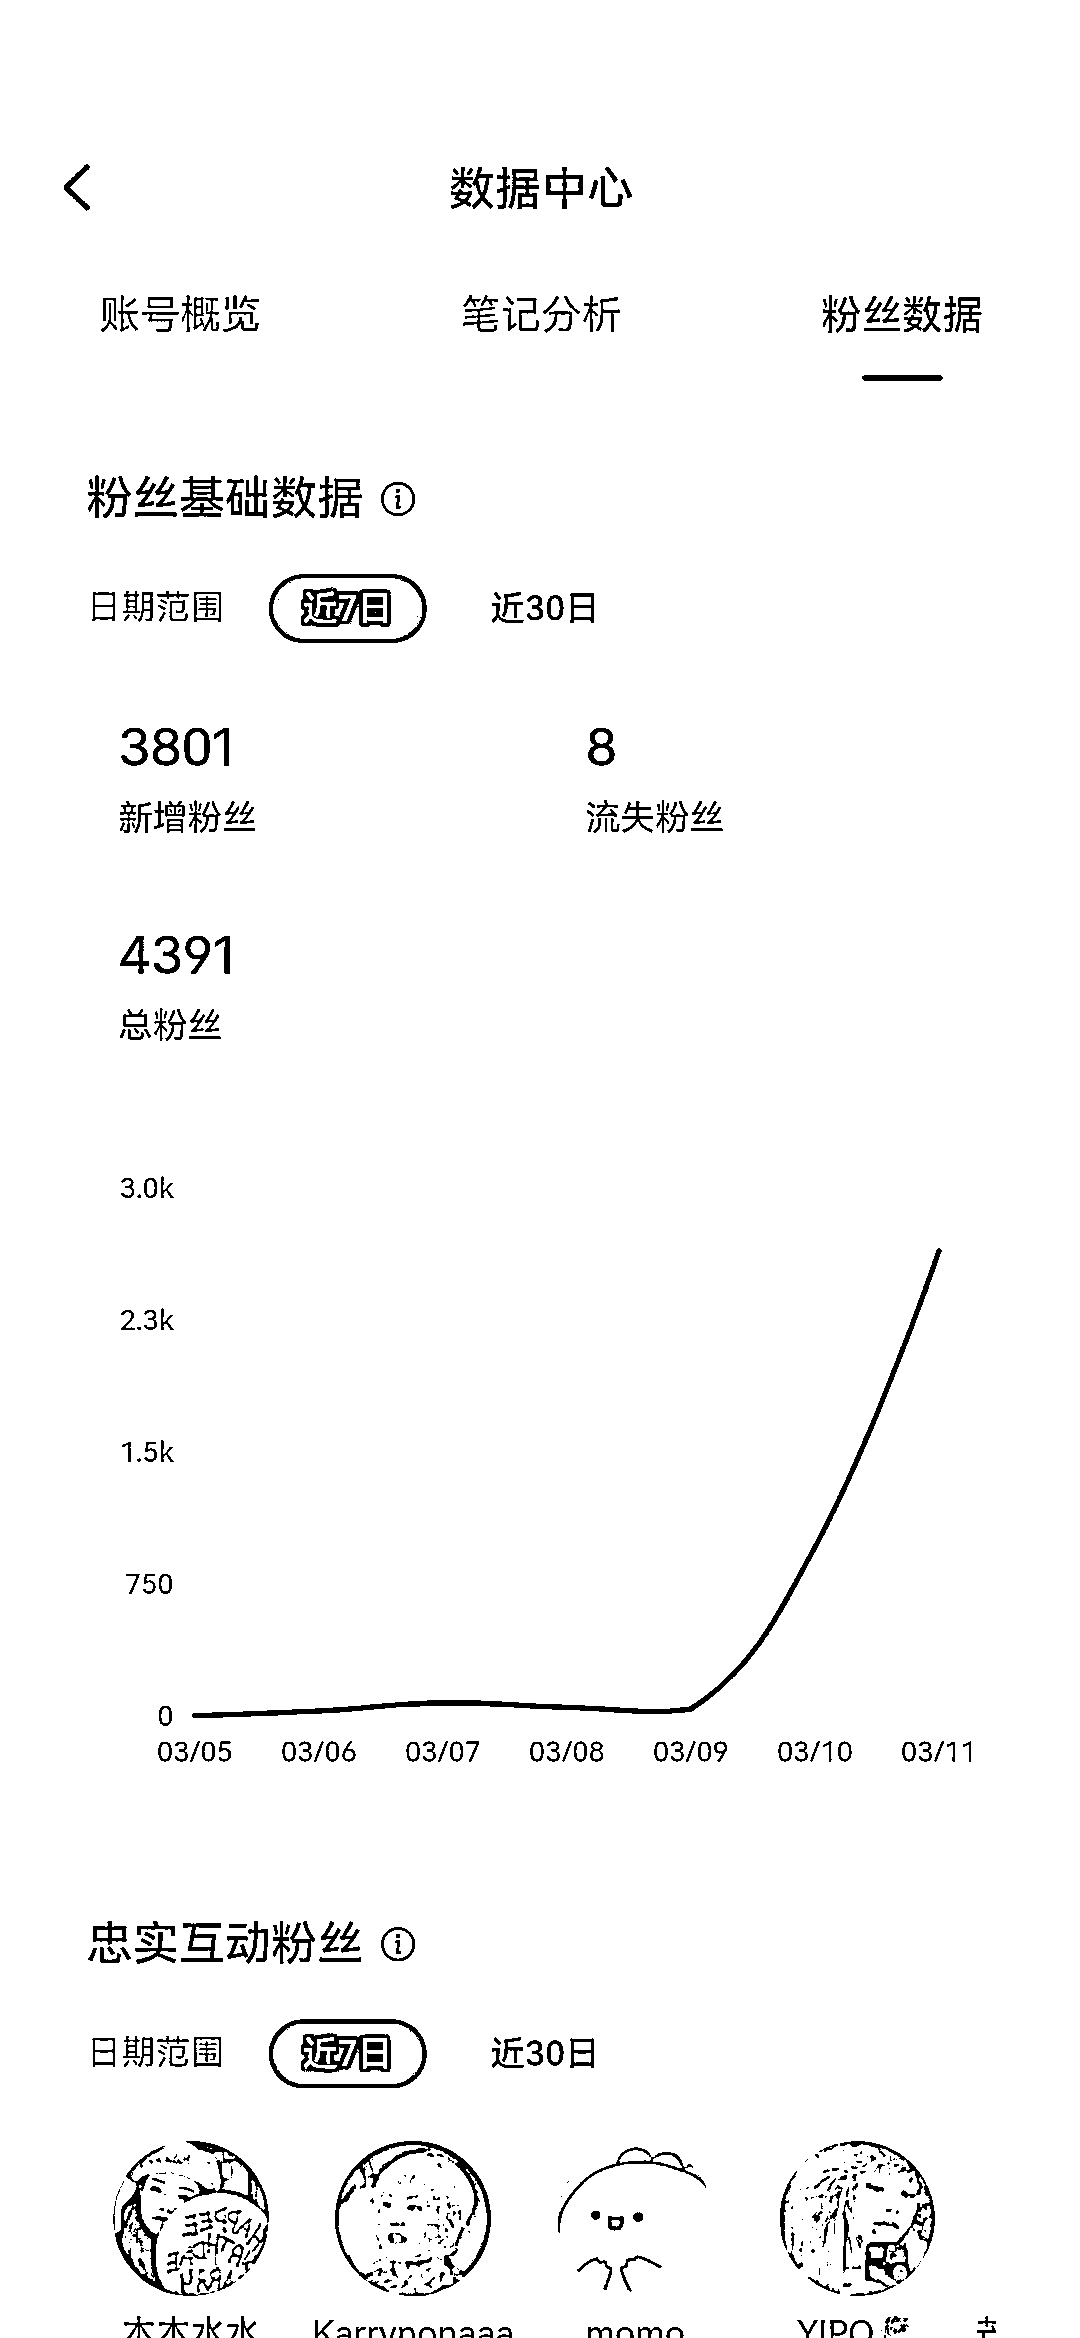 数据中心
账号概览 笔记分析 粉丝数据
粉丝基础数据
日期范围 近7日 近30日
3801 8
新增粉丝 流失粉丝
4391
总粉丝
3.0k
2.3k
1.5k
750
0
03/05 03/06 03/07 03/08 03/09 03/10 03/11
忠实互动粉丝
日期范围 近7日 近30日
momo